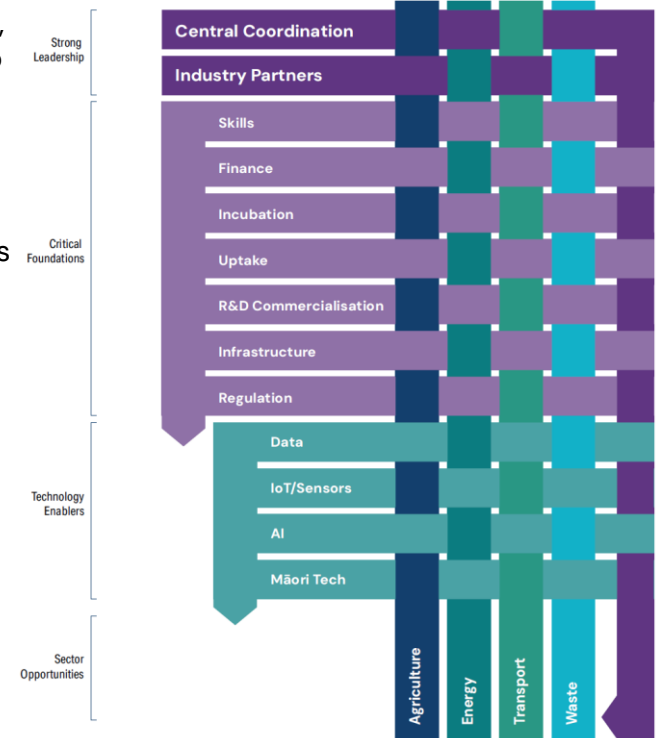 Strong
Leadership
Central Coordination
Industry Partners
Critical
Foundations
s
Skills
Finance
Incubation
Uptake
R&D Commercialisation
Infrastructure
Regulation
Technology
Enablers
Data
IoT/Sensors
AI
Māori Tech
Sector
Opportunities
Agriculture
Energy
Transport
Waste